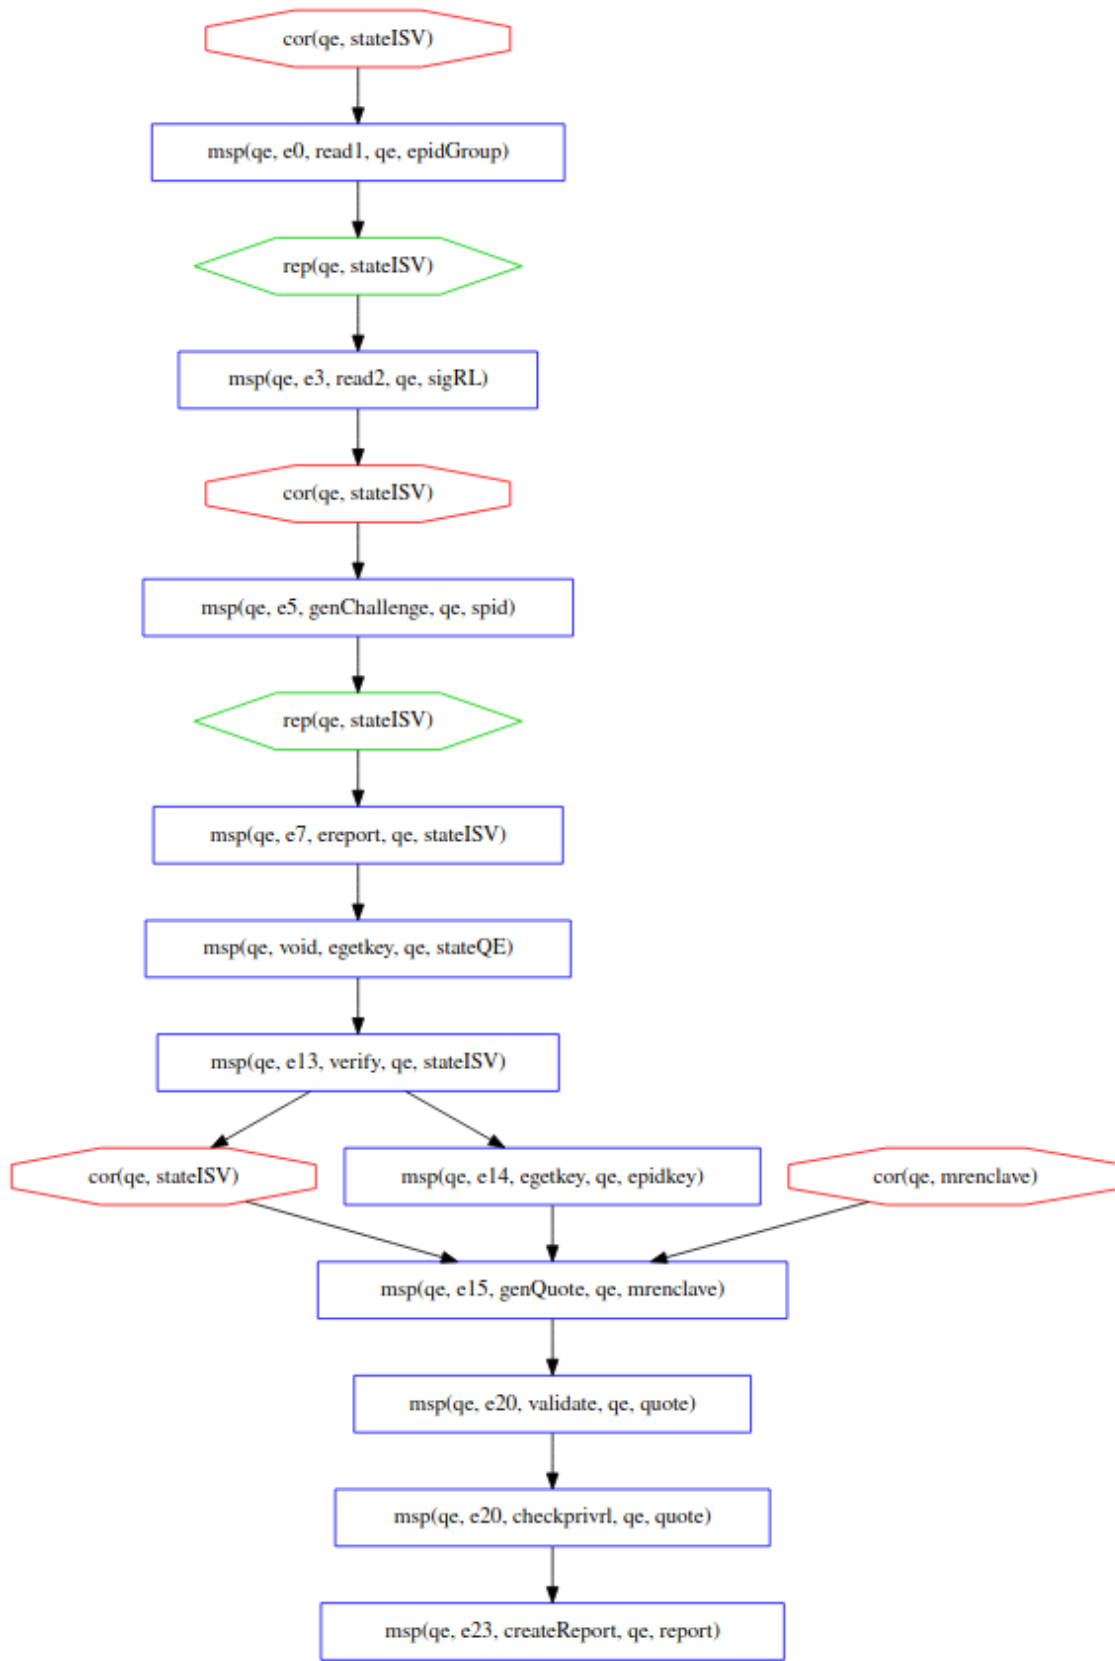 cor(qe, stateISV)
msp(qe, e0, read1, qe, epidGroup)
rep(qe, stateISV)
msp(qe, e3, read2, qe, sigRL)
cor(qe, stateISV)
msp(qe, e5, genChallenge, qe, spid)
rep(qe, stateISV)
msp(qe, e7, ereport, qe, stateISV)
msp(qe, void, egetkey, qe, stateQE)
msp(qe, e13, verify, qe, stateISV)
cor(qe, stateISV)
msp(qe, e14, egetkey, qe, epidkey)
cor(qe, mrenclave)
msp(qe, e15, genQuote, qe, mrenclave)
msp(qe, e20, validate, qe, quote)
msp(qe, e20, checkprivrl, qe, quote)
msp(qe, e23, createReport, qe, report)